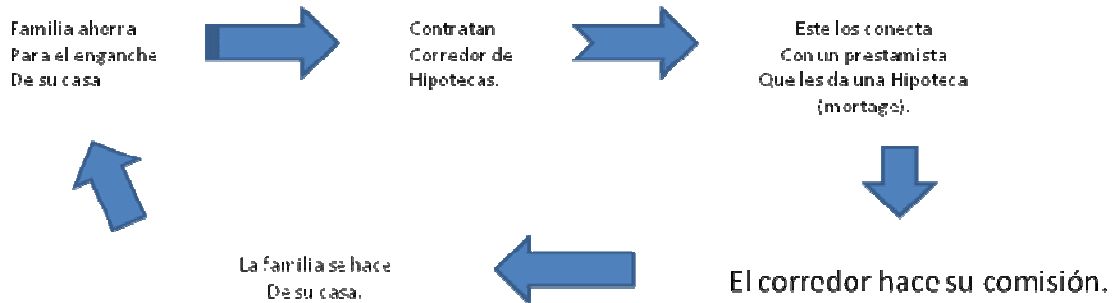 Familia ahorra
Para el enganche
De su casa
Contratan
Corredor de
Hipotecas.
Este los conecta
Con un prestamista
Que les da una Hipoteca
(mortage).
El corredor hace su comisión.
La familia se hace
De su casa.